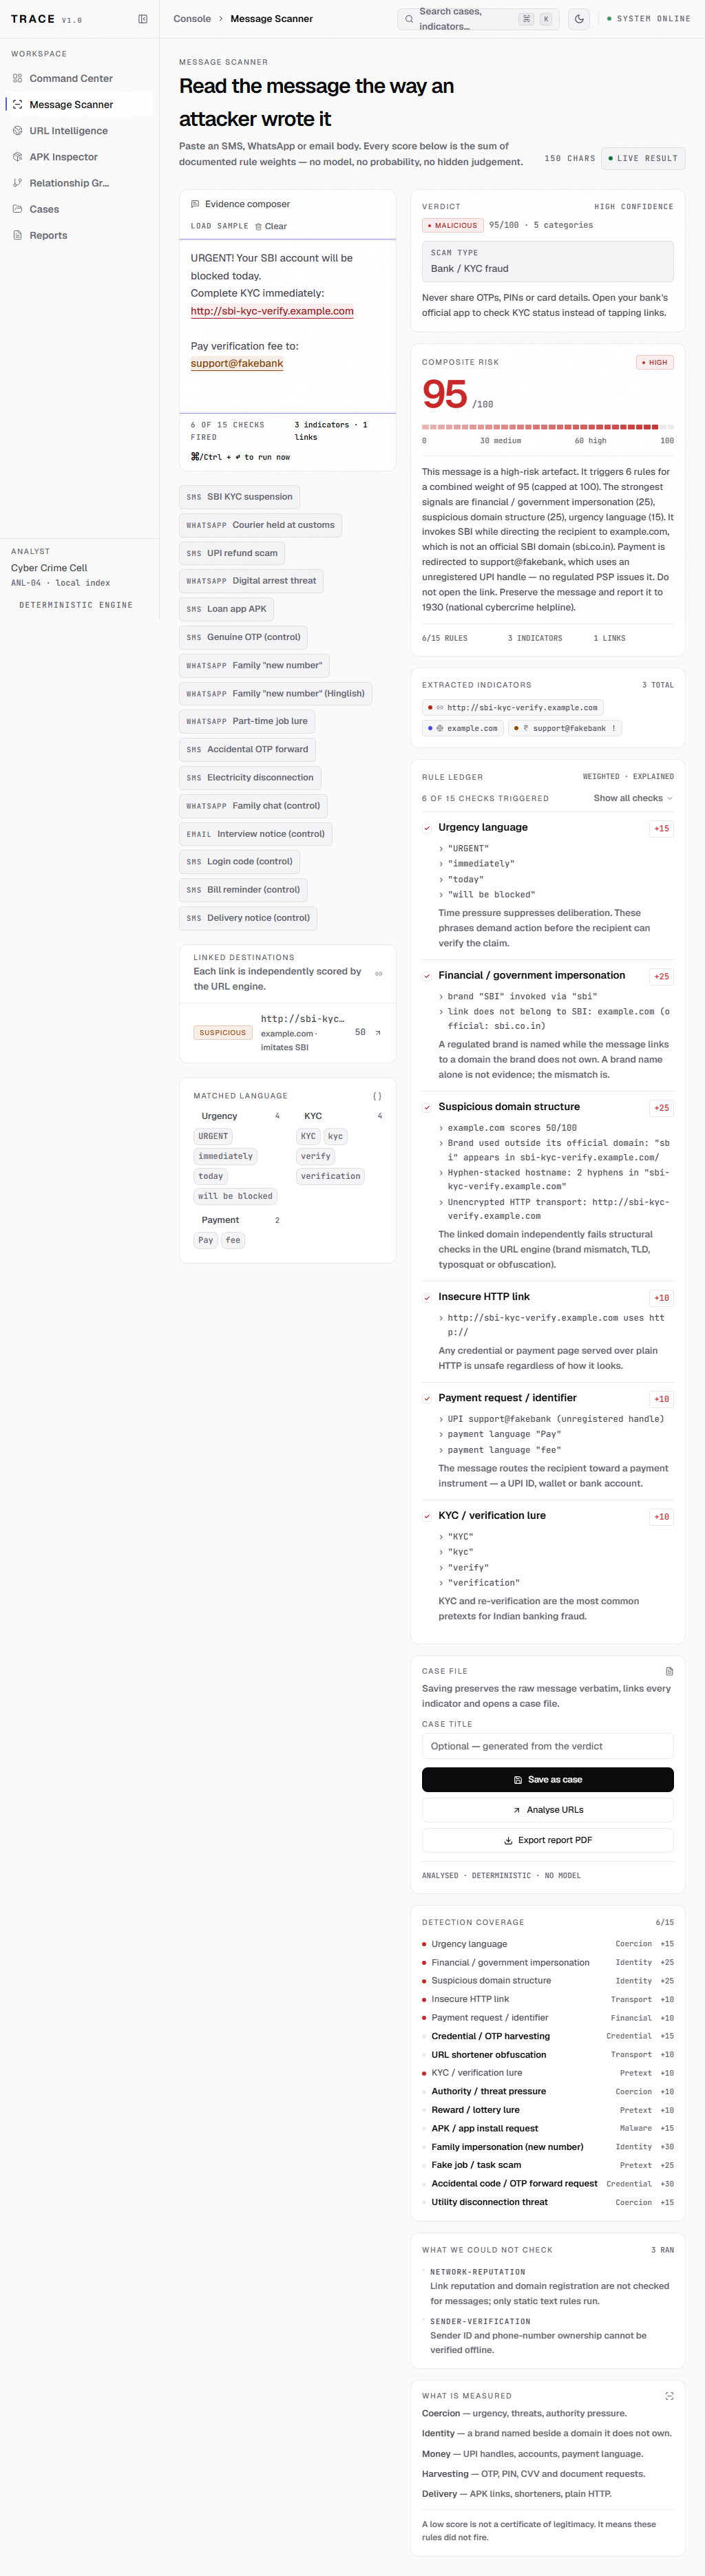 TRACE V1.0
Console > Message Scanner
Search cases, indicators…
⌘ K
SYSTEM ONLINE
WORKSPACE
Command Center
Message Scanner
URL Intelligence
APK Inspector
Relationship Gr…
Cases
Reports
ANALYST
Cyber Crime Cell
ANL-04 · local index
DETERMINISTIC ENGINE
MESSAGE SCANNER
Read the message the way an
attacker wrote it
Paste an SMS, WhatsApp or email body. Every score below is the sum of
documented rule weights — no model, no probability, no hidden judgement.
150 CHARS
LIVE RESULT
Evidence composer
LOAD SAMPLE Clear
URGENT! Your SBI account will be
blocked today.
Complete KYC immediately:
http://sbi-kyc-verify.example.com
Pay verification fee to:
support@fakebank
6 OF 15 CHECKS
FIRED
3 indicators · 1
links
⌘/Ctrl + ↵ to run now
SMS SBI KYC suspension
WHATSAPP Courier held at customs
SMS UPI refund scam
WHATSAPP Digital arrest threat
SMS Loan app APK
SMS Genuine OTP (control)
WHATSAPP Family "new number"
WHATSAPP Family "new number" (Hinglish)
WHATSAPP Part-time job lure
SMS Accidental OTP forward
SMS Electricity disconnection
WHATSAPP Family chat (control)
EMAIL Interview notice (control)
SMS Login code (control)
SMS Bill reminder (control)
SMS Delivery notice (control)
LINKED DESTINATIONS
Each link is independently scored by
the URL engine.
SUSPICIOUS
http://sbi-kyc…
example.com ·
imitates SBI
50
MATCHED LANGUAGE
{}
Urgency 4
URGENT
immediately
today
will be blocked
KYC 4
KYC kyc
verify
verification
Payment 2
Pay fee
VERDICT
HIGH CONFIDENCE
MALICIOUS 95/100 · 5 categories
SCAM TYPE
Bank / KYC fraud
Never share OTPs, PINs or card details. Open your bank's
official app to check KYC status instead of tapping links.
COMPOSITE RISK
HIGH
95 /100
0 30 medium 60 high 100
This message is a high-risk artefact. It triggers 6 rules for
a combined weight of 95 (capped at 100). The strongest
signals are financial / government impersonation (25),
suspicious domain structure (25), urgency language (15). It
invokes SBI while directing the recipient to example.com,
which is not an official SBI domain (sbi.co.in). Payment is
redirected to support@fakebank, which uses an
unregistered UPI handle — no regulated PSP issues it. Do
not open the link. Preserve the message and report it to
1930 (national cybercrime helpline).
6/15 RULES 3 INDICATORS 1 LINKS
EXTRACTED INDICATORS
3 TOTAL
http://sbi-kyc-verify.example.com
example.com
₹ support@fakebank !
RULE LEDGER
WEIGHTED · EXPLAINED
6 OF 15 CHECKS TRIGGERED
Show all checks
Urgency language +15
› "URGENT"
› "immediately"
› "today"
› "will be blocked"
Time pressure suppresses deliberation. These
phrases demand action before the recipient can
verify the claim.
Financial / government impersonation +25
› brand "SBI" invoked via "sbi"
› link does not belong to SBI: example.com (o
fficial: sbi.co.in)
A regulated brand is named while the message links
to a domain the brand does not own. A brand name
alone is not evidence; the mismatch is.
Suspicious domain structure +25
› example.com scores 50/100
› Brand used outside its official domain: "sb
i" appears in sbi-kyc-verify.example.com/
› Hyphen-stacked hostname: 2 hyphens in "sbi-
kyc-verify.example.com"
› Unencrypted HTTP transport: http://sbi-kyc-
verify.example.com
The linked domain independently fails structural
checks in the URL engine (brand mismatch, TLD,
typosquat or obfuscation).
Insecure HTTP link +10
› http://sbi-kyc-verify.example.com uses htt
p://
Any credential or payment page served over plain
HTTP is unsafe regardless of how it looks.
Payment request / identifier +10
› UPI support@fakebank (unregistered handle)
› payment language "Pay"
› payment language "fee"
The message routes the recipient toward a payment
instrument — a UPI ID, wallet or bank account.
KYC / verification lure +10
› "KYC"
› "kyc"
› "verify"
› "verification"
KYC and re-verification are the most common
pretexts for Indian banking fraud.
CASE FILE
Saving preserves the raw message verbatim, links every
indicator and opens a case file.
CASE TITLE
Optional — generated from the verdict
Save as case
Analyse URLs
Export report PDF
ANALYSED · DETERMINISTIC · NO MODEL
DETECTION COVERAGE 6/15
Urgency language Coercion +15
Financial / government impersonation Identity +25
Suspicious domain structure Identity +25
Insecure HTTP link Transport +10
Payment request / identifier Financial +10
Credential / OTP harvesting Credential +15
URL shortener obfuscation Transport +10
KYC / verification lure Pretext +10
Authority / threat pressure Coercion +10
Reward / lottery lure Pretext +10
APK / app install request Malware +15
Family impersonation (new number) Identity +30
Fake job / task scam Pretext +25
Accidental code / OTP forward request Credential +30
Utility disconnection threat Coercion +15
WHAT WE COULD NOT CHECK 3 RAN
NETWORK-REPUTATION
Link reputation and domain registration are not checked
for messages; only static text rules run.
SENDER-VERIFICATION
Sender ID and phone-number ownership cannot be
verified offline.
WHAT IS MEASURED
Coercion — urgency, threats, authority pressure.
Identity — a brand named beside a domain it does not own.
Money — UPI handles, accounts, payment language.
Harvesting — OTP, PIN, CVV and document requests.
Delivery — APK links, shorteners, plain HTTP.
A low score is not a certificate of legitimacy. It means these
rules did not fire.